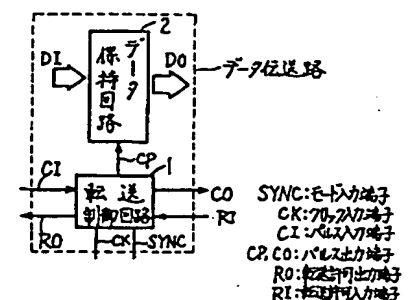 2
DI
データ保持回路
DO
データ伝送路
CP
1
CI
転送
制御回路
CO
RI
RO
CK
SYNC
SYNC:モード入力端子
CK:クロック入力端子
CI:パルス入力端子
CP,CO:パルス出力端子
RO:転送許可出力端子
RI:転送許可入力端子